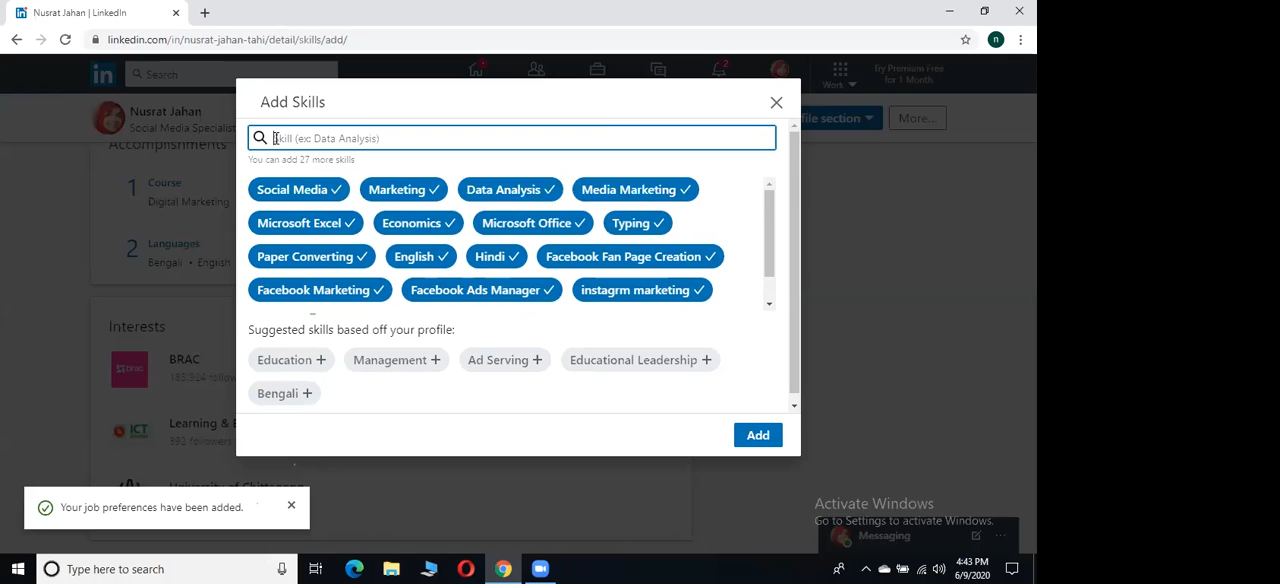 Nusrat Jahan | LinkedIn
linkedin.com/in/nusrat-jahan-tahi/detail/skills/add/
n
in
Search
2
Work
Try Premium Free
for 1 Month
Nusrat Jahan
Social Media Specialist
file section
More...
Accomplishments
1 Course
Digital Marketing
2 Languages
Bengali • English
Interests
BRAC
followers
Learning &
followers
Add Skills
Skill (ex: Data Analysis)
You can add 27 more skills
Social Media
Marketing
Data Analysis
Media Marketing
Microsoft Excel
Economics
Microsoft Office
Typing
Paper Converting
English
Hindi
Facebook Fan Page Creation
Facebook Marketing
Facebook Ads Manager
instagrm marketing
Suggested skills based off your profile:
Education
Management
Ad Serving
Educational Leadership
Bengali
Add
Your job preferences have been added.
Activate Windows
Go to Settings to activate Windows.
Messaging
Type here to search
4:43 PM
6/9/2020